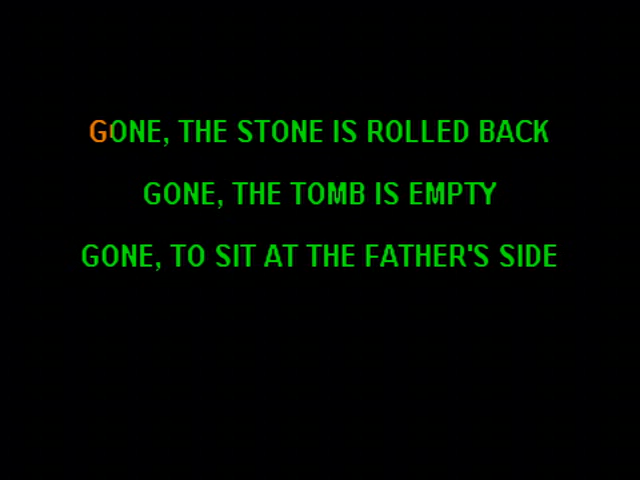 GONE, THE STONE IS ROLLED BACK
GONE, THE TOMB IS EMPTY
GONE, TO SIT AT THE FATHER'S SIDE